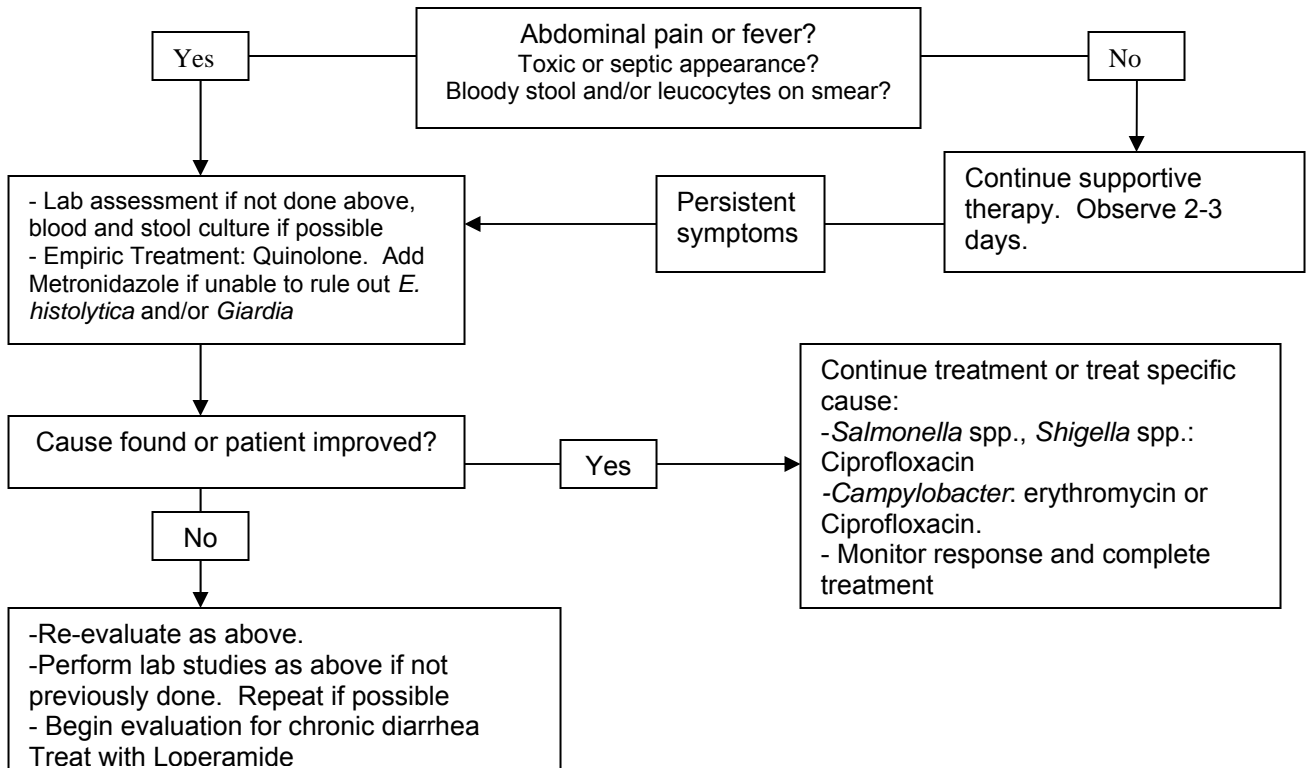 Abdominal pain or fever?
Toxic or septic appearance?
Bloody stool and/or leucocytes on smear?
Yes
No
- Lab assessment if not done above,
blood and stool culture if possible
- Empiric Treatment: Quinolone.  Add
Metronidazole if unable to rule out E.
histolytica and/or Giardia
Persistent
symptoms
Continue supportive
therapy.  Observe 2-3
days.
Cause found or patient improved?
Yes
Continue treatment or treat specific
cause:
-Salmonella spp., Shigella spp.:
Ciprofloxacin
-Campylobacter: erythromycin or
Ciprofloxacin.
- Monitor response and complete
treatment
No
-Re-evaluate as above.
-Perform lab studies as above if not
previously done.  Repeat if possible
- Begin evaluation for chronic diarrhea
Treat with Loperamide